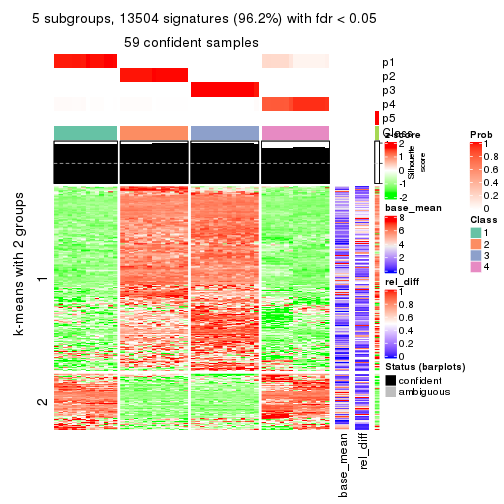 5 subgroups, 13504 signatures (96.2%) with fdr < 0.05
59 confident samples
p1
p2
p3
p4
p5
Class
k-means with 2 groups
1
2
base_mean
rel_diff
z-score
2
1
0
-1
-2
Silhouette
score
base_mean
8
6
4
2
0
rel_diff
1
0.8
0.6
0.4
0.2
0
Status (barplots)
confident
ambiguous
Prob
1
0.8
0.6
0.4
0.2
0
Class
1
2
3
4